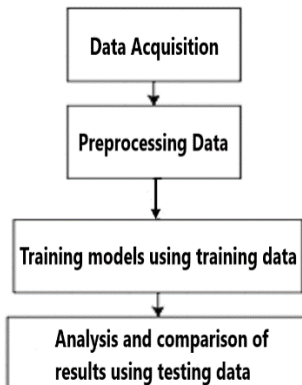 Data Acquisition
Preprocessing Data
Training models using training data
Analysis and comparison of
results using testing data